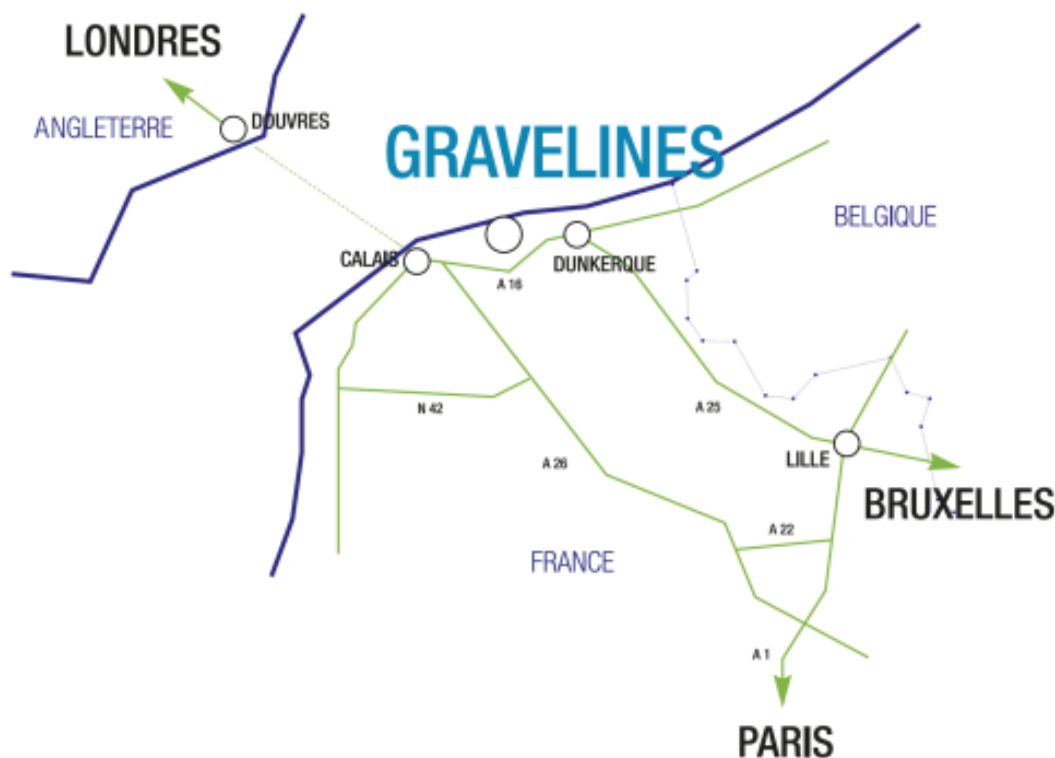 LONDRES
ANGLETERRE
DOUVRES
GRAVELINES
BELGIQUE
CALAIS
DUNKERQUE
A 16
N 42
A 25
A 26
LILLE
BRUXELLES
A 22
FRANCE
A 1
PARIS